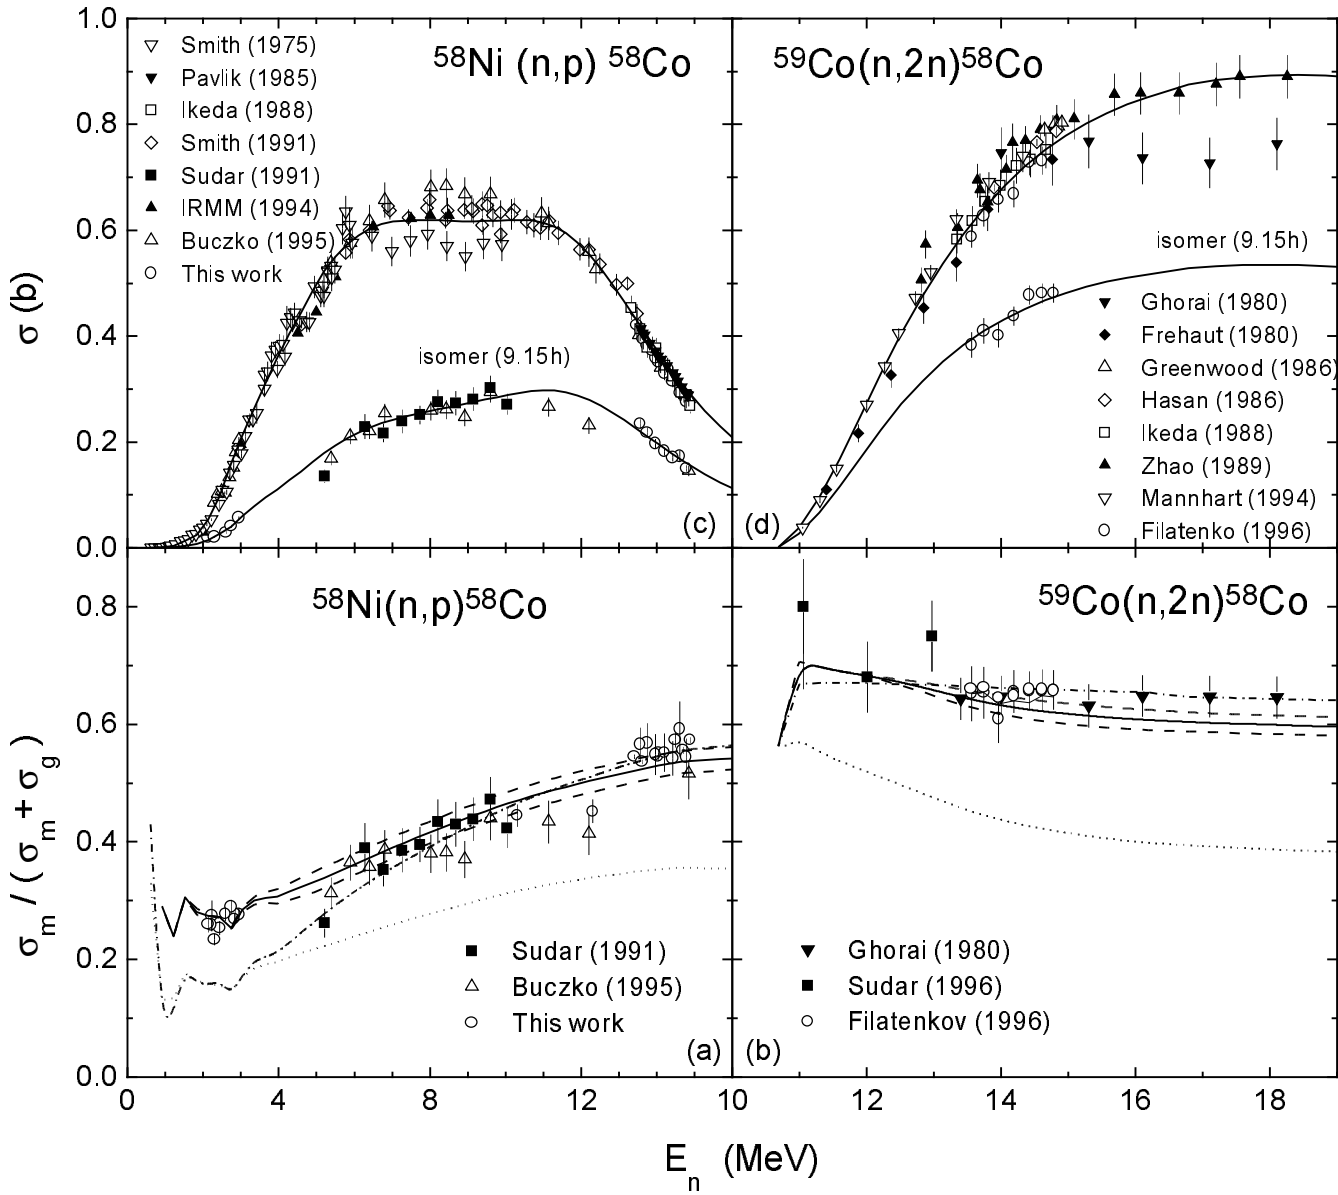 1.0
0.8
0.6
0.4
0.2
0.0
σ (b)
Smith (1975)
Pavlik (1985)
Ikeda (1988)
Smith (1991)
Sudar (1991)
IRMM (1994)
Buczko (1995)
This work
58Ni (n,p) 58Co
isomer (9.15h)
(c)
59Co(n,2n)58Co
isomer (9.15h)
Ghorai (1980)
Frehaut (1980)
Greenwood (1986)
Hasan (1986)
Ikeda (1988)
Zhao (1989)
Mannhart (1994)
Filatenko (1996)
(d)
0.8
0.6
0.4
0.2
0.0
σm / ( σm + σg )
58Ni(n,p)58Co
Sudar (1991)
Buczko (1995)
This work
(a)
59Co(n,2n)58Co
Ghorai (1980)
Sudar (1996)
Filatenkov (1996)
(b)
0 4 8 12 10 12 14 16 18
En (MeV)